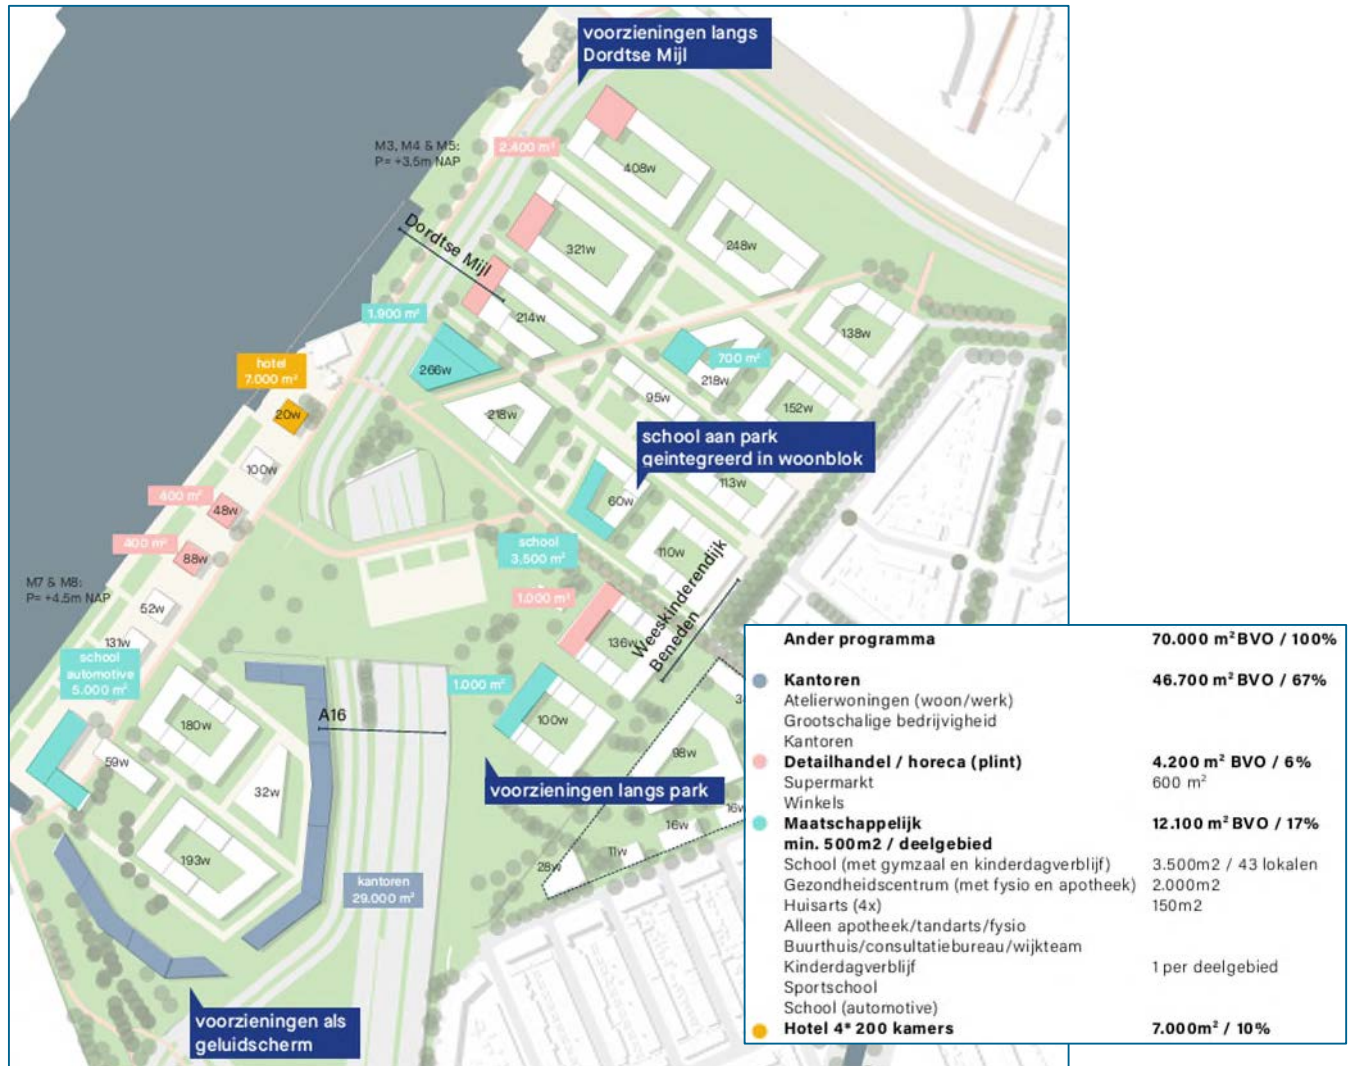 voorzieningen langs
Dordtse Mijl
M3, M4 & M5:
P= +3.5m NAP
2.400 m²
408w
Dordtse Mijl
321w
248w
1.900 m²
214w
138w
hotel
7.000 m²
266w
700 m²
218w
95w
152w
20w
218w
school aan park
geintegreerd in woonblok
100w
400 m²
48w
60w
113w
400 m²
88w
school
3.500 m²
110w
M7 & M8:
P= +4.5m NAP
52w
1.000 m²
131w
136w
Weeskinderendijk
Beneden
school
automotive
5.000 m²
1.000 m²
180w
A16
100w
98w
59w
32w
voorzieningen langs park
16w
16w
11w
28w
193w
kantoren
29.000 m²
voorzieningen als
geluidscherm
Ander programma 70.000 m² BVO / 100%
Kantoren 46.700 m² BVO / 67%
Atelierwoningen (woon/werk)
Grootschalige bedrijvigheid
Kantoren
Detailhandel / horeca (plint) 4.200 m² BVO / 6%
Supermarkt 600 m²
Winkels
Maatschappelijk 12.100 m² BVO / 17%
min. 500m2 / deelgebied
School (met gymzaal en kinderdagverblijf) 3.500m2 / 43 lokalen
Gezondheidscentrum (met fysio en apotheek) 2.000m2
Huisarts (4x) 150m2
Alleen apotheek/tandarts/fysio
Buurthuis/consultatiebureau/wijkteam
Kinderdagverblijf 1 per deelgebied
Sportschool
School (automotive)
Hotel 4* 200 kamers 7.000m² / 10%